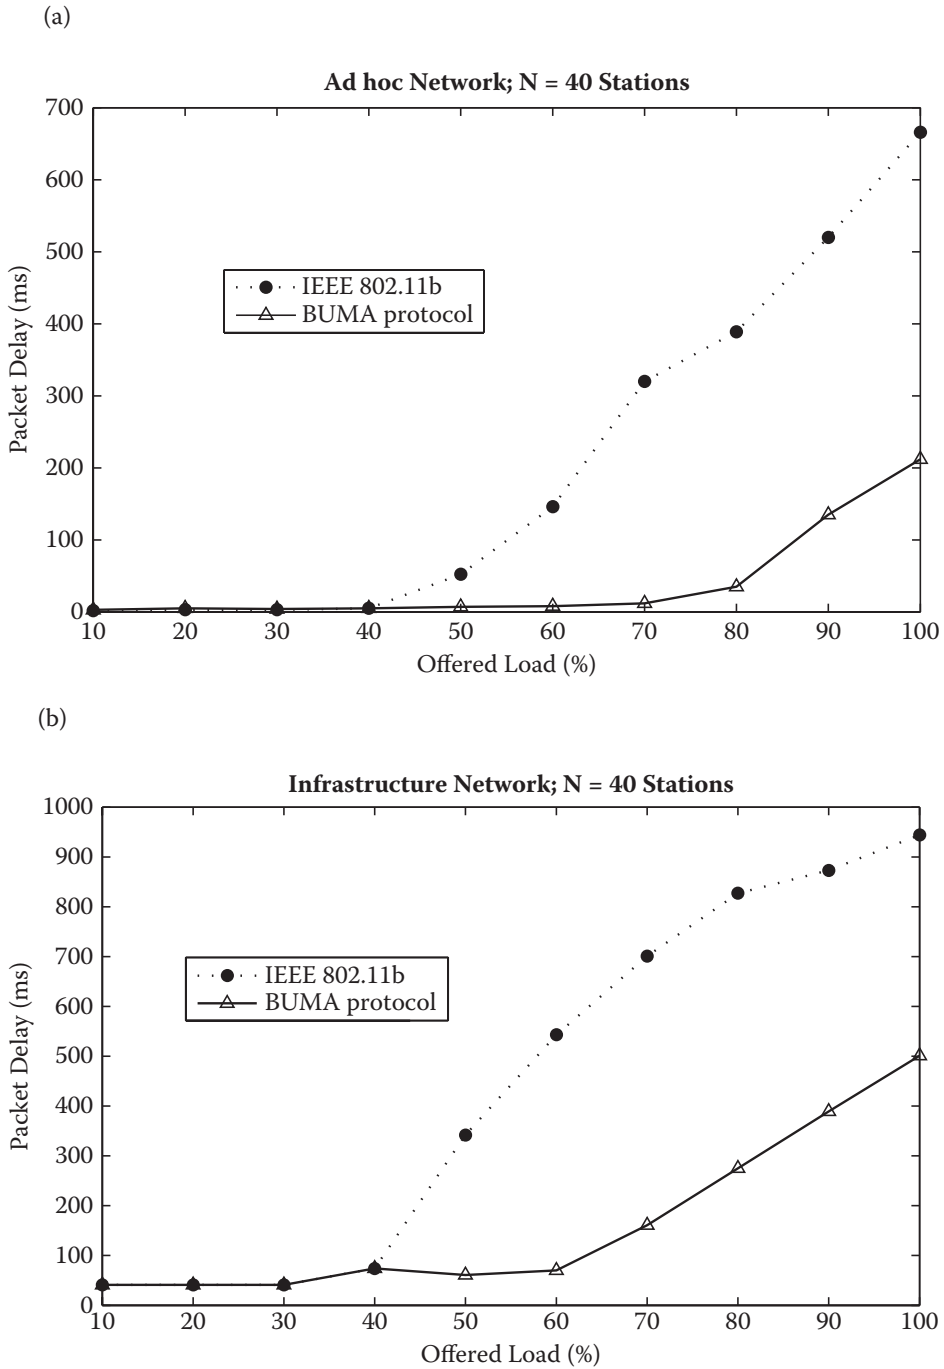 (a)
Ad hoc Network; N = 40 Stations
700
600
500
400
300
200
100
0
Packet Delay (ms)
IEEE 802.11b
BUMA protocol
10 20 30 40 50 60 70 80 90 100
Offered Load (%)
(b)
Infrastructure Network; N = 40 Stations
1000
900
800
700
600
500
400
300
200
100
0
Packet Delay (ms)
IEEE 802.11b
BUMA protocol
10 20 30 40 50 60 70 80 90 100
Offered Load (%)